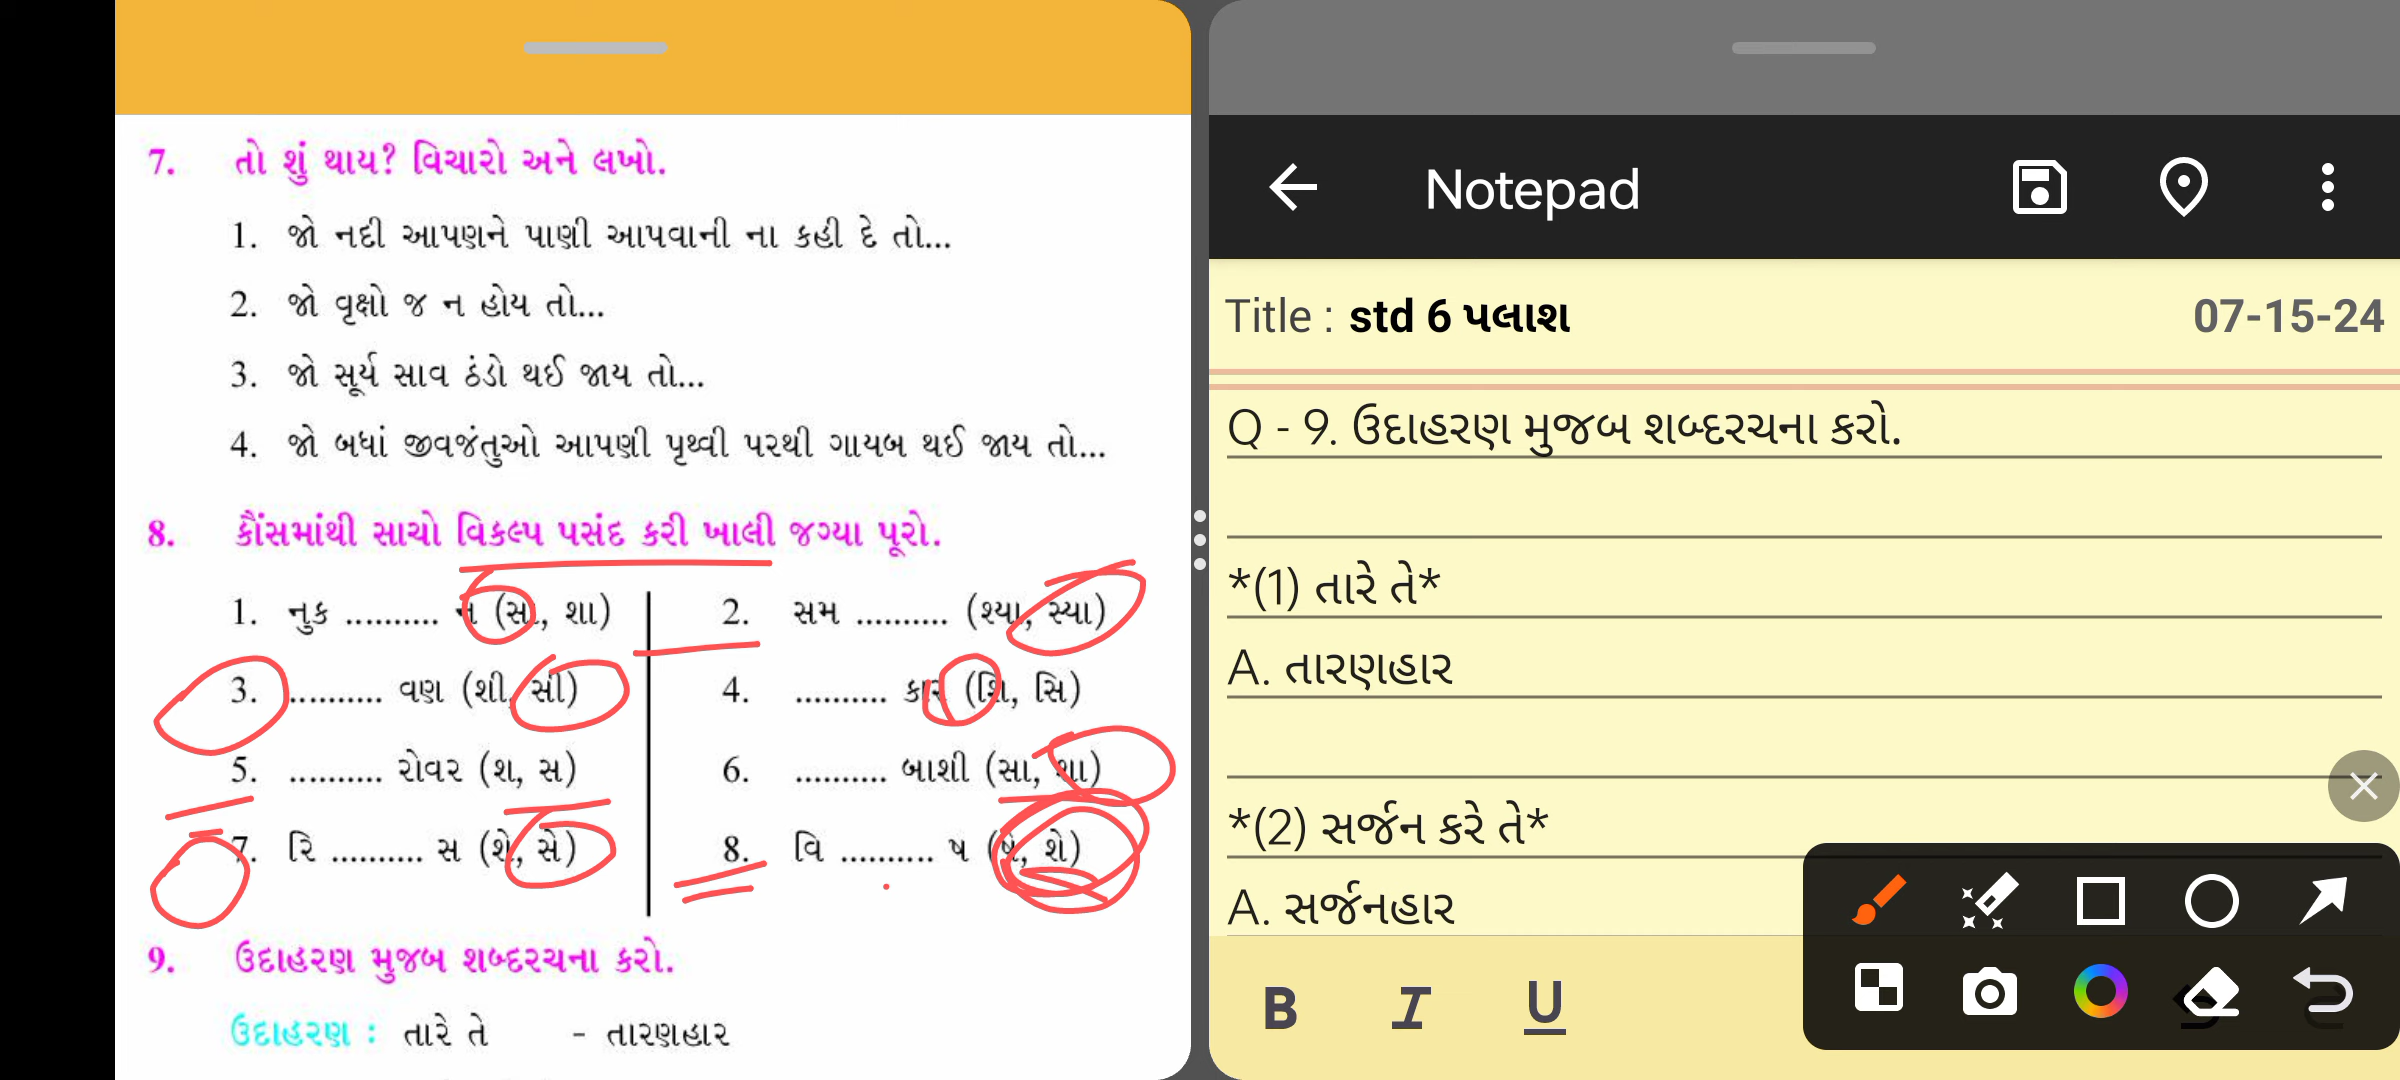 7. તો શું થાય? વિચારો અને લખો.
1. જો નદી આપણને પાણી આપવાની ના કહી દે તો...
2. જો વૃક્ષો જ ન હોય તો...
3. જો સૂર્ય સાવ ઠંડો થઈ જાય તો...
4. જો બધાં જીવજંતુઓ આપણી પૃથ્વી પરથી ગાયબ થઈ જાય તો...
8. કૌંસમાંથી સાચો વિકલ્પ પસંદ કરી ખાલી જગ્યા પૂરો.
1. નુક .......... ન (સા, શા)
2. સમ .......... (શ્યા, સ્યા)
3. .......... વણ (શી, સી)
4. .......... કાર (શિ, સિ)
5. .......... રોવર (શ, સ)
6. .......... બાશી (સા, શા)
7. રિ .......... સ (શે, સે)
8. વિ .......... ષ (ષે, શે)
9. ઉદાહરણ મુજબ શબ્દરચના કરો.
ઉદાહરણ : તારે તે - તારણહાર
Notepad
Title : std 6 પલાશ 07-15-24
Q - 9. ઉદાહરણ મુજબ શબ્દરચના કરો.
*(1) તારે તે*
A. તારણહાર
*(2) સર્જન કરે તે*
A. સર્જનહાર
B I U